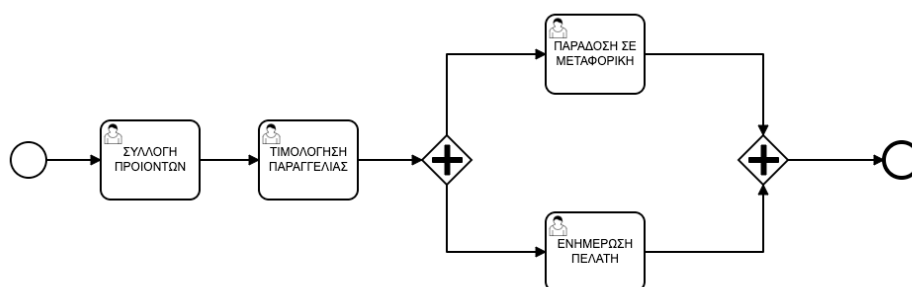 ΣΥΛΛΟΓΗ
ΠΡΟΙΟΝΤΩΝ
ΤΙΜΟΛΟΓΗΣΗ
ΠΑΡΑΓΓΕΛΙΑΣ
ΠΑΡΑΔΟΣΗ ΣΕ
ΜΕΤΑΦΟΡΙΚΗ
ΕΝΗΜΕΡΩΣΗ
ΠΕΛΑΤΗ